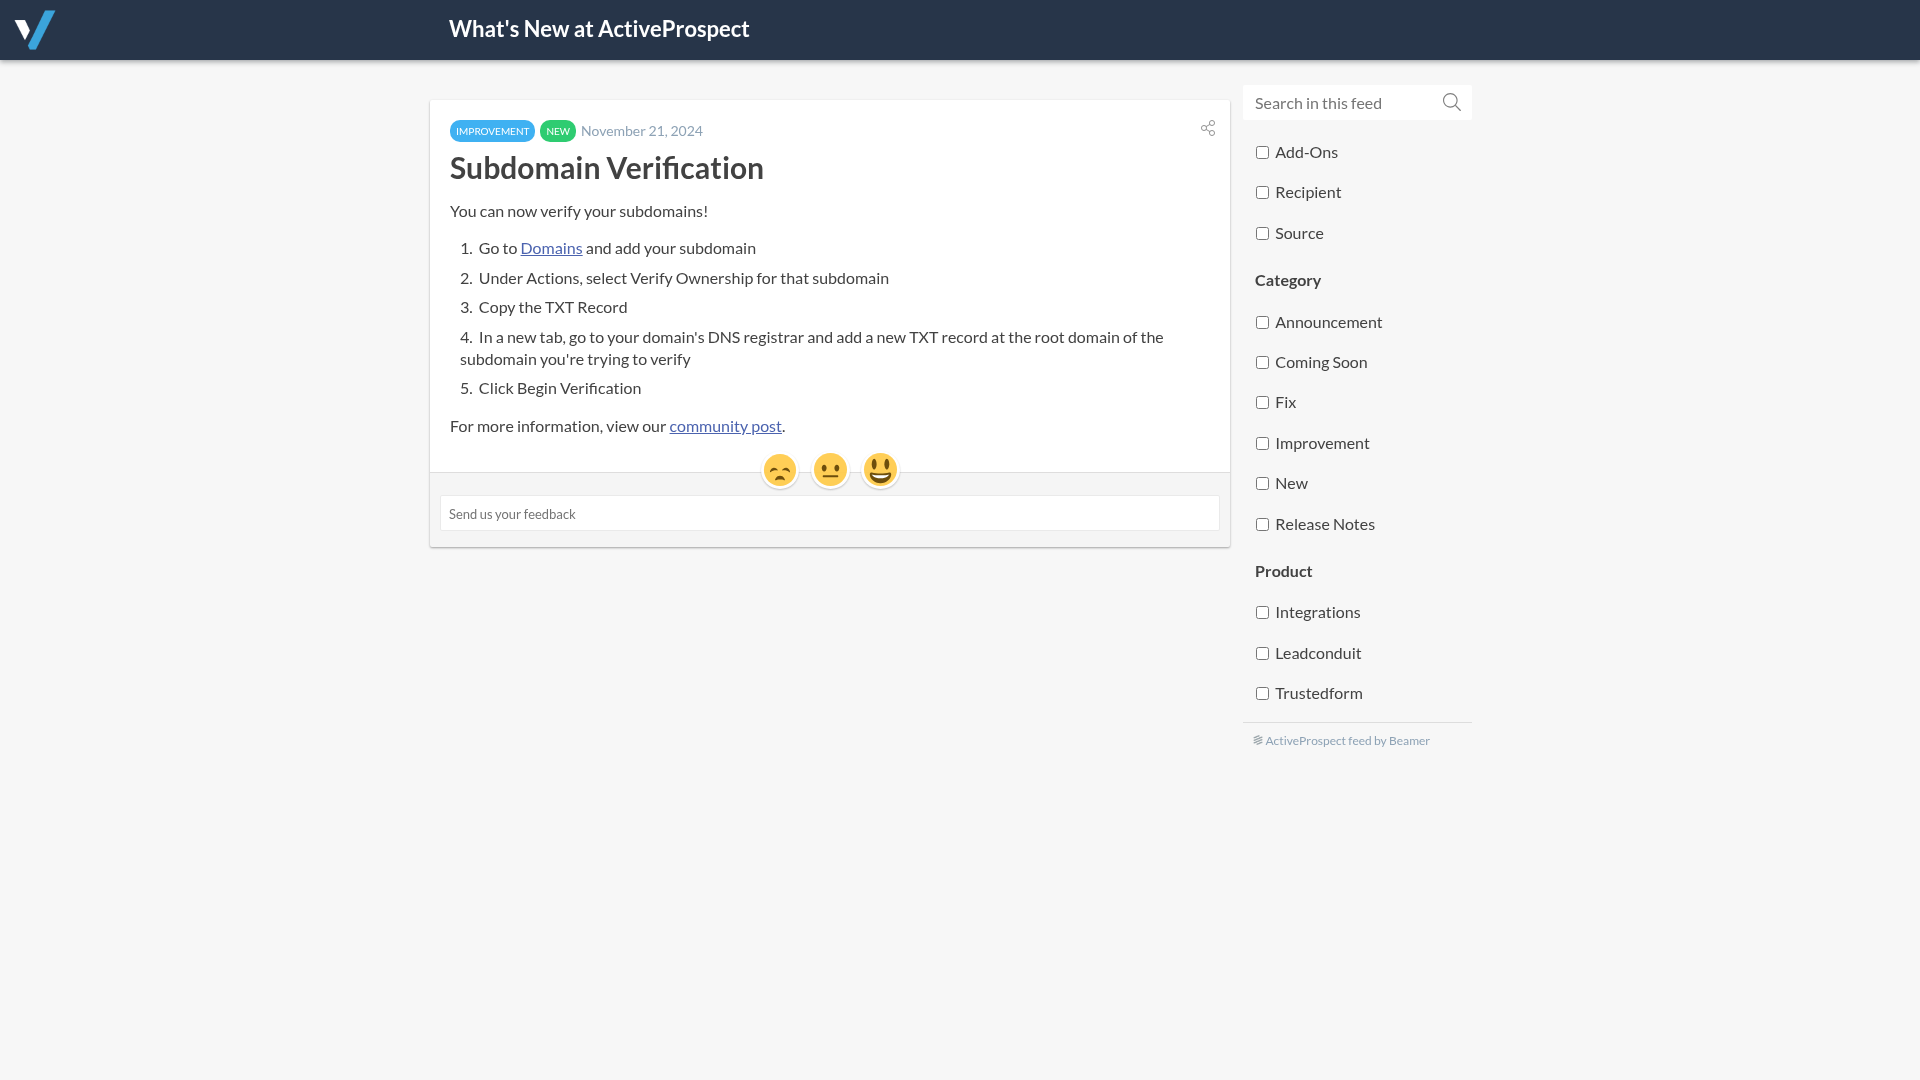 What's New at ActiveProspect
IMPROVEMENT NEW November 21, 2024
Subdomain Verification
You can now verify your subdomains!
1. Go to Domains and add your subdomain
2. Under Actions, select Verify Ownership for that subdomain
3. Copy the TXT Record
4. In a new tab, go to your domain's DNS registrar and add a new TXT record at the root domain of the
subdomain you're trying to verify
5. Click Begin Verification
For more information, view our community post.
Send us your feedback
Search in this feed
Add-Ons
Recipient
Source
Category
Announcement
Coming Soon
Fix
Improvement
New
Release Notes
Product
Integrations
Leadconduit
Trustedform
ActiveProspect feed by Beamer